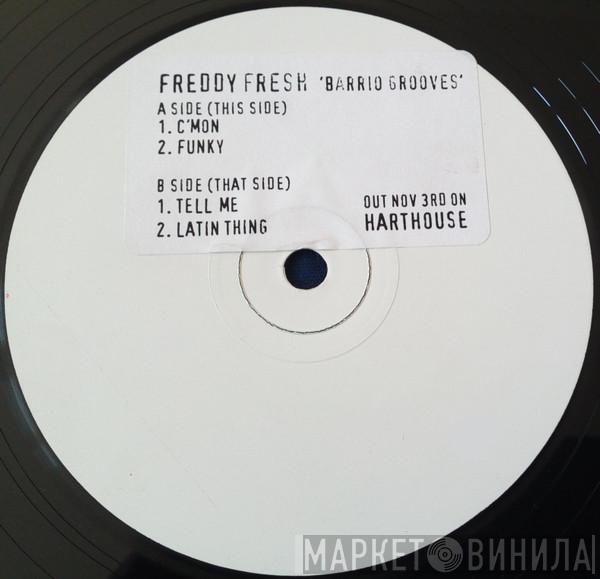 FREDDY FRESH 'BARRIO GROOVES'
A SIDE (THIS SIDE)
1. C'MON
2. FUNKY
B SIDE (THAT SIDE)
1. TELL ME
2. LATIN THING
OUT NOV 3RD ON
HARTHOUSE
МАРКЕТ ВИНИЛА